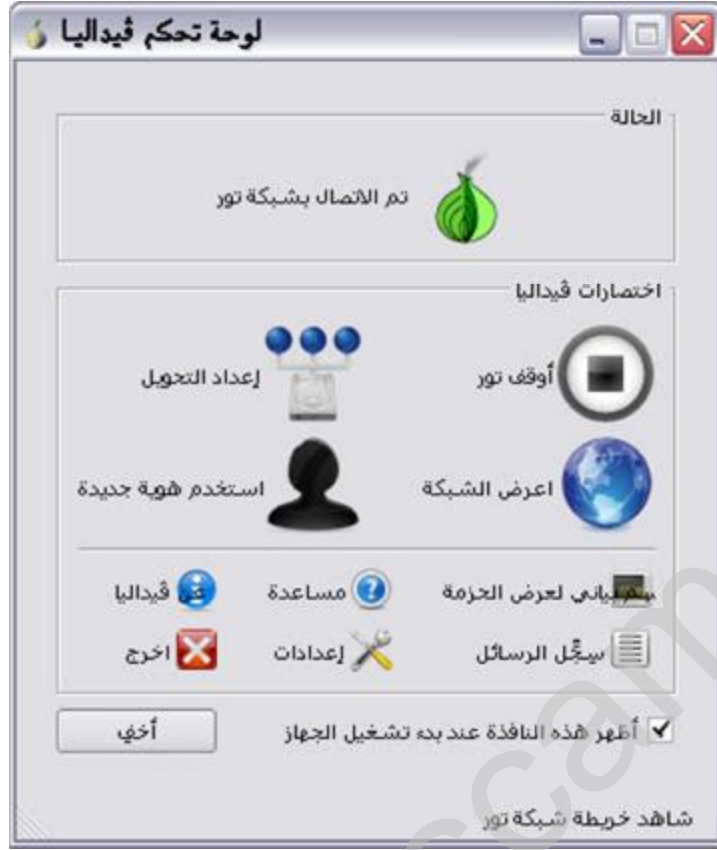 لوحة تحكم ڤيداليا
الحالة
تم الاتصال بشبكة تور
اختصارات ڤيداليا
أوقف تور
إعداد التحويل
اعرض الشبكة
استخدم هوية جديدة
بياني لعرض الحزمة
مساعدة
عن ڤيداليا
سجّل الرسائل
إعدادات
اخرج
أظهر هذه النافذة عند بدء تشغيل الجهاز
أخفِ
شاهد خريطة شبكة تور